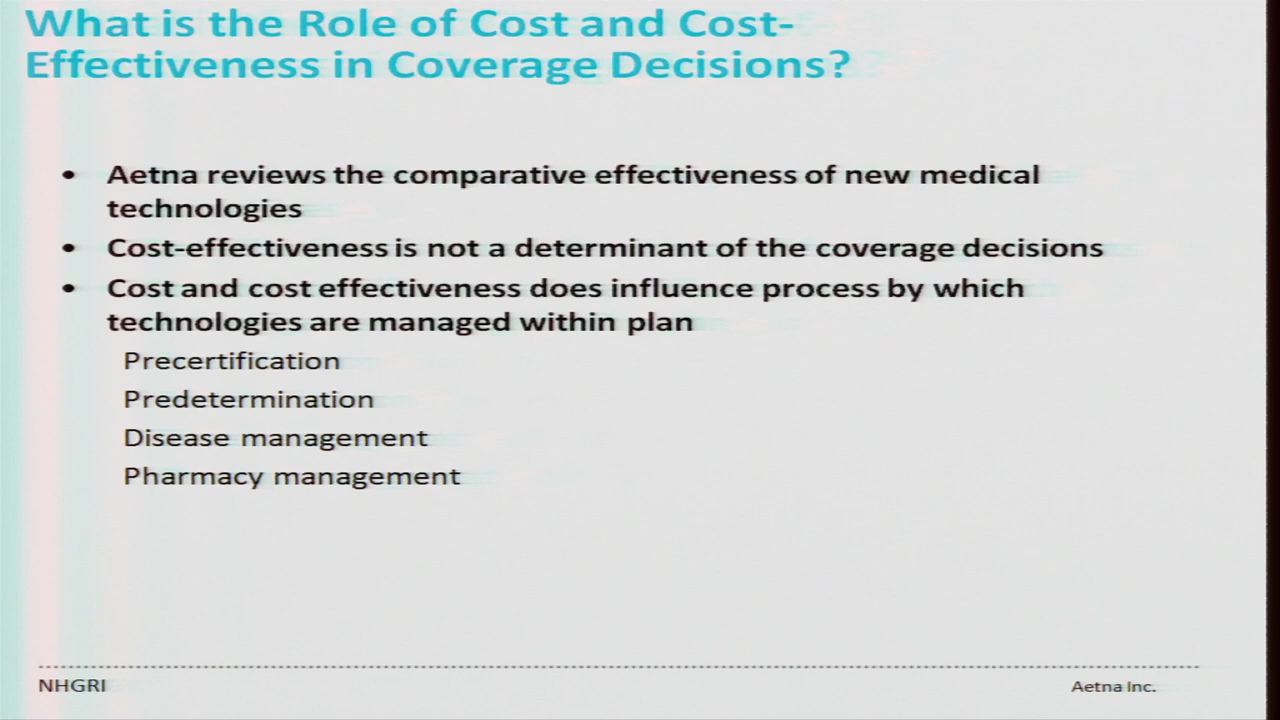 What is the Role of Cost and Cost-
Effectiveness in Coverage Decisions?
• Aetna reviews the comparative effectiveness of new medical
technologies
• Cost-effectiveness is not a determinant of the coverage decisions
• Cost and cost effectiveness does influence process by which
technologies are managed within plan
Precertification
Predetermination
Disease management
Pharmacy management
NHGRI
Aetna Inc.